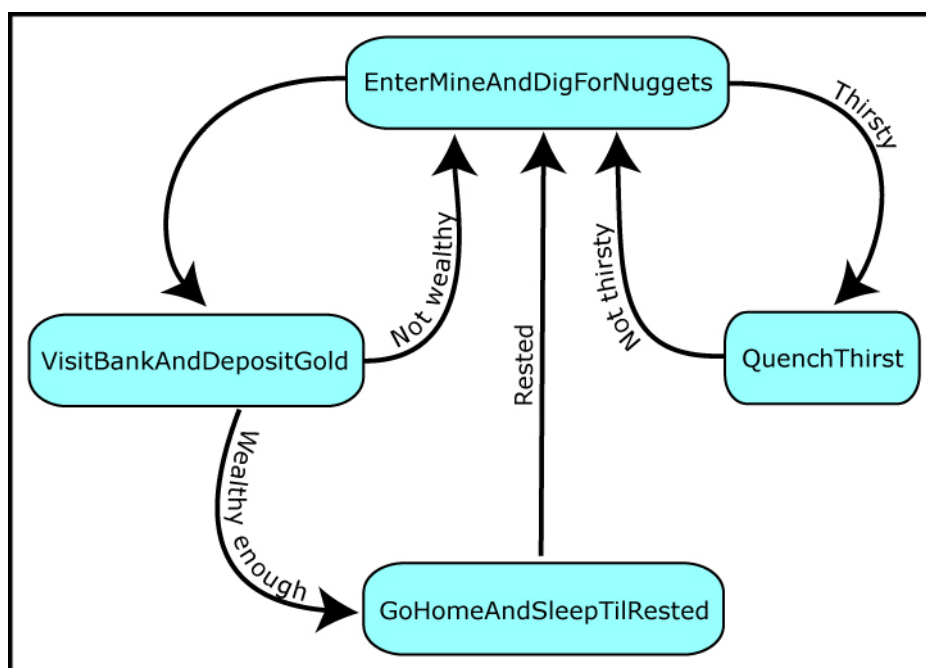 EnterMineAndDigForNuggets
Thirsty
Not wealthy
Not thirsty
Rested
VisitBankAndDepositGold
QuenchThirst
Wealthy enough
GoHomeAndSleepTilRested